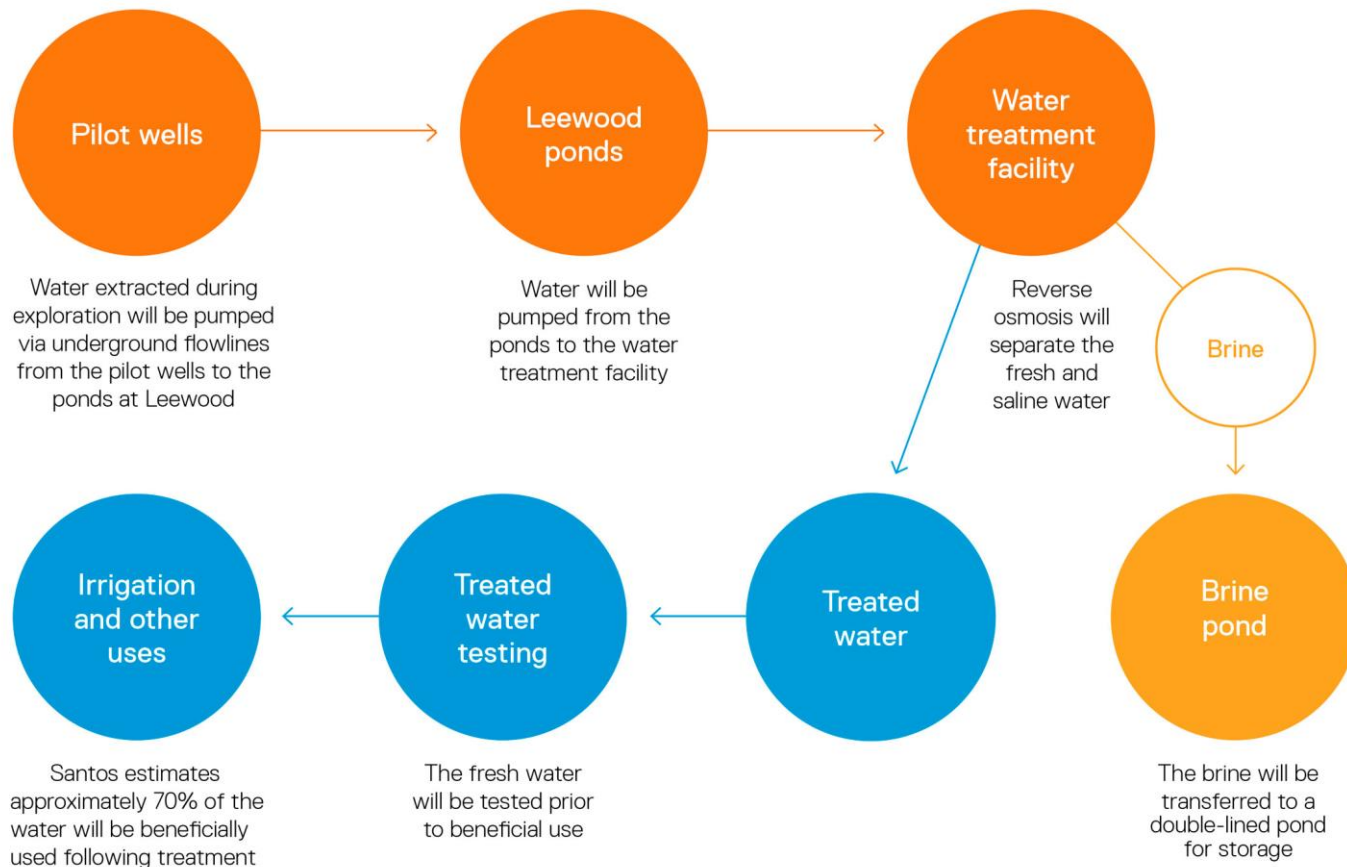 Pilot wells
Water extracted during
exploration will be pumped
via underground flowlines
from the pilot wells to the
ponds at Leewood
Leewood
ponds
Water will be
pumped from the
ponds to the water
treatment facility
Water
treatment
facility
Reverse
osmosis will
separate the
fresh and
saline water
Brine
Brine
pond
The brine will be
transferred to a
double-lined pond
for storage
Treated
water
Treated
water
testing
The fresh water
will be tested prior
to beneficial use
Irrigation
and other
uses
Santos estimates
approximately 70% of the
water will be beneficially
used following treatment